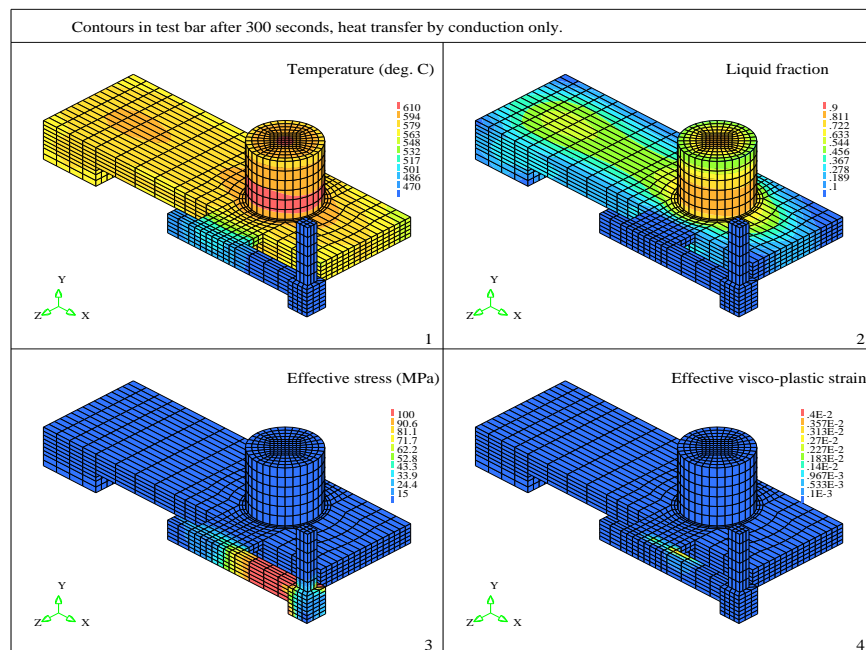 Contours in test bar after 300 seconds, heat transfer by conduction only.
Temperature (deg. C)
610
594
579
563
548
532
517
501
486
470
Y
Z
X
1
Liquid fraction
.9
.811
.722
.633
.544
.456
.367
.278
.189
.1
Y
Z
X
2
Effective stress (MPa)
100
90.6
81.1
71.7
62.2
52.8
43.3
33.9
24.4
15
Y
Z
X
3
Effective visco-plastic strain
.4E-2
.357E-2
.313E-2
.27E-2
.227E-2
.183E-2
.14E-2
.967E-3
.533E-3
.1E-3
Y
Z
X
4